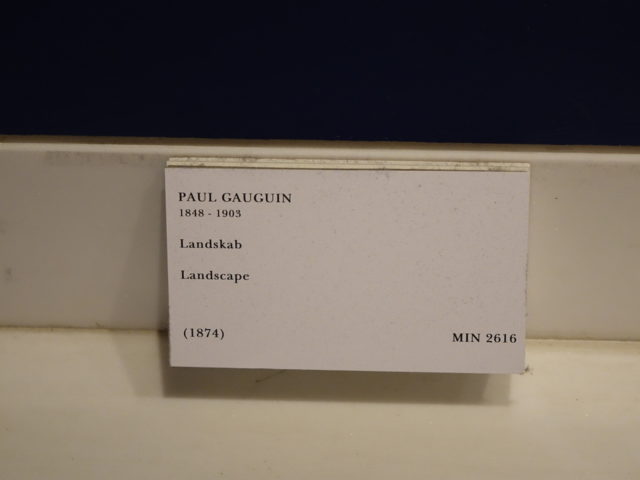 PAUL GAUGUIN
1848 - 1903
Landskab
Landscape
(1874)
MIN 2616